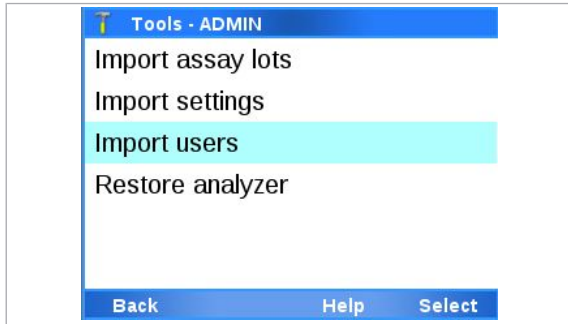 Tools - ADMIN
Import assay lots
Import settings
Import users
Restore analyzer
Back Help Select